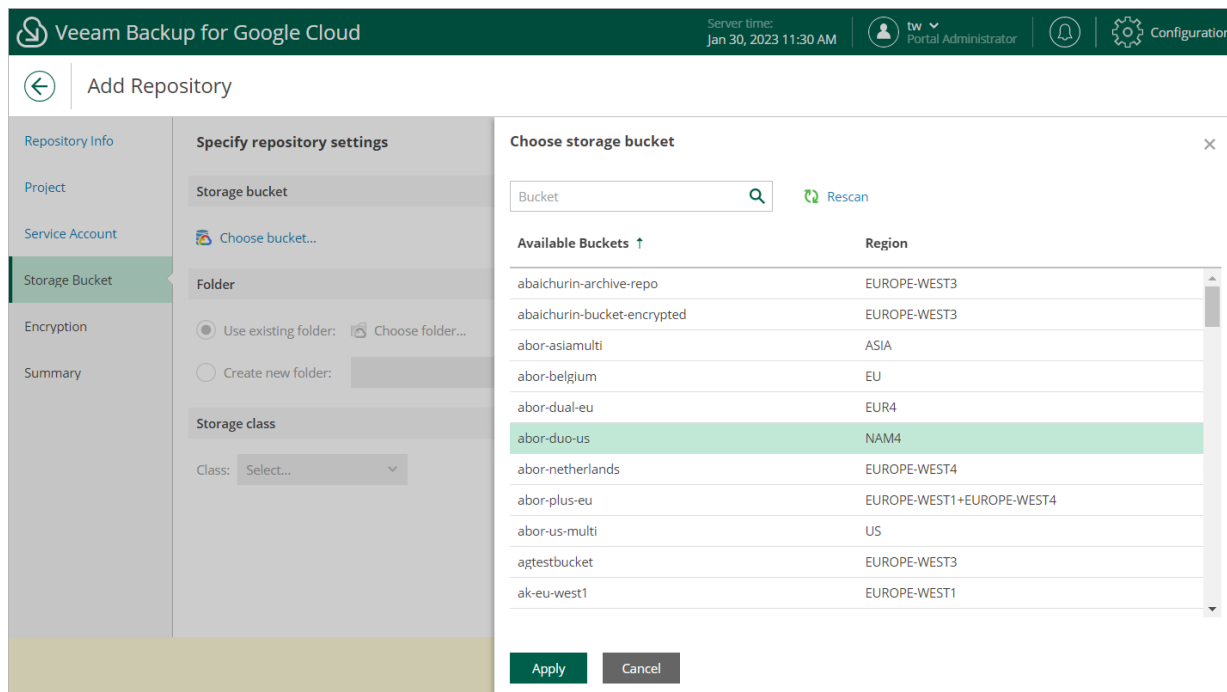 Veeam Backup for Google Cloud
Server time:
Jan 30, 2023 11:30 AM
tw
Portal Administrator
Configuration
Add Repository
Repository Info
Project
Service Account
Storage Bucket
Encryption
Summary
Specify repository settings
Storage bucket
Choose bucket...
Folder
Use existing folder: Choose folder...
Create new folder:
Storage class
Class: Select...
Choose storage bucket
Bucket
Rescan
Available Buckets Region
abaichurin-archive-repo EUROPE-WEST3
abaichurin-bucket-encrypted EUROPE-WEST3
abor-asiamulti ASIA
abor-belgium EU
abor-dual-eu EUR4
abor-duo-us NAM4
abor-netherlands EUROPE-WEST4
abor-plus-eu EUROPE-WEST1+EUROPE-WEST4
abor-us-multi US
agtestbucket EUROPE-WEST3
ak-eu-west1 EUROPE-WEST1
Apply Cancel